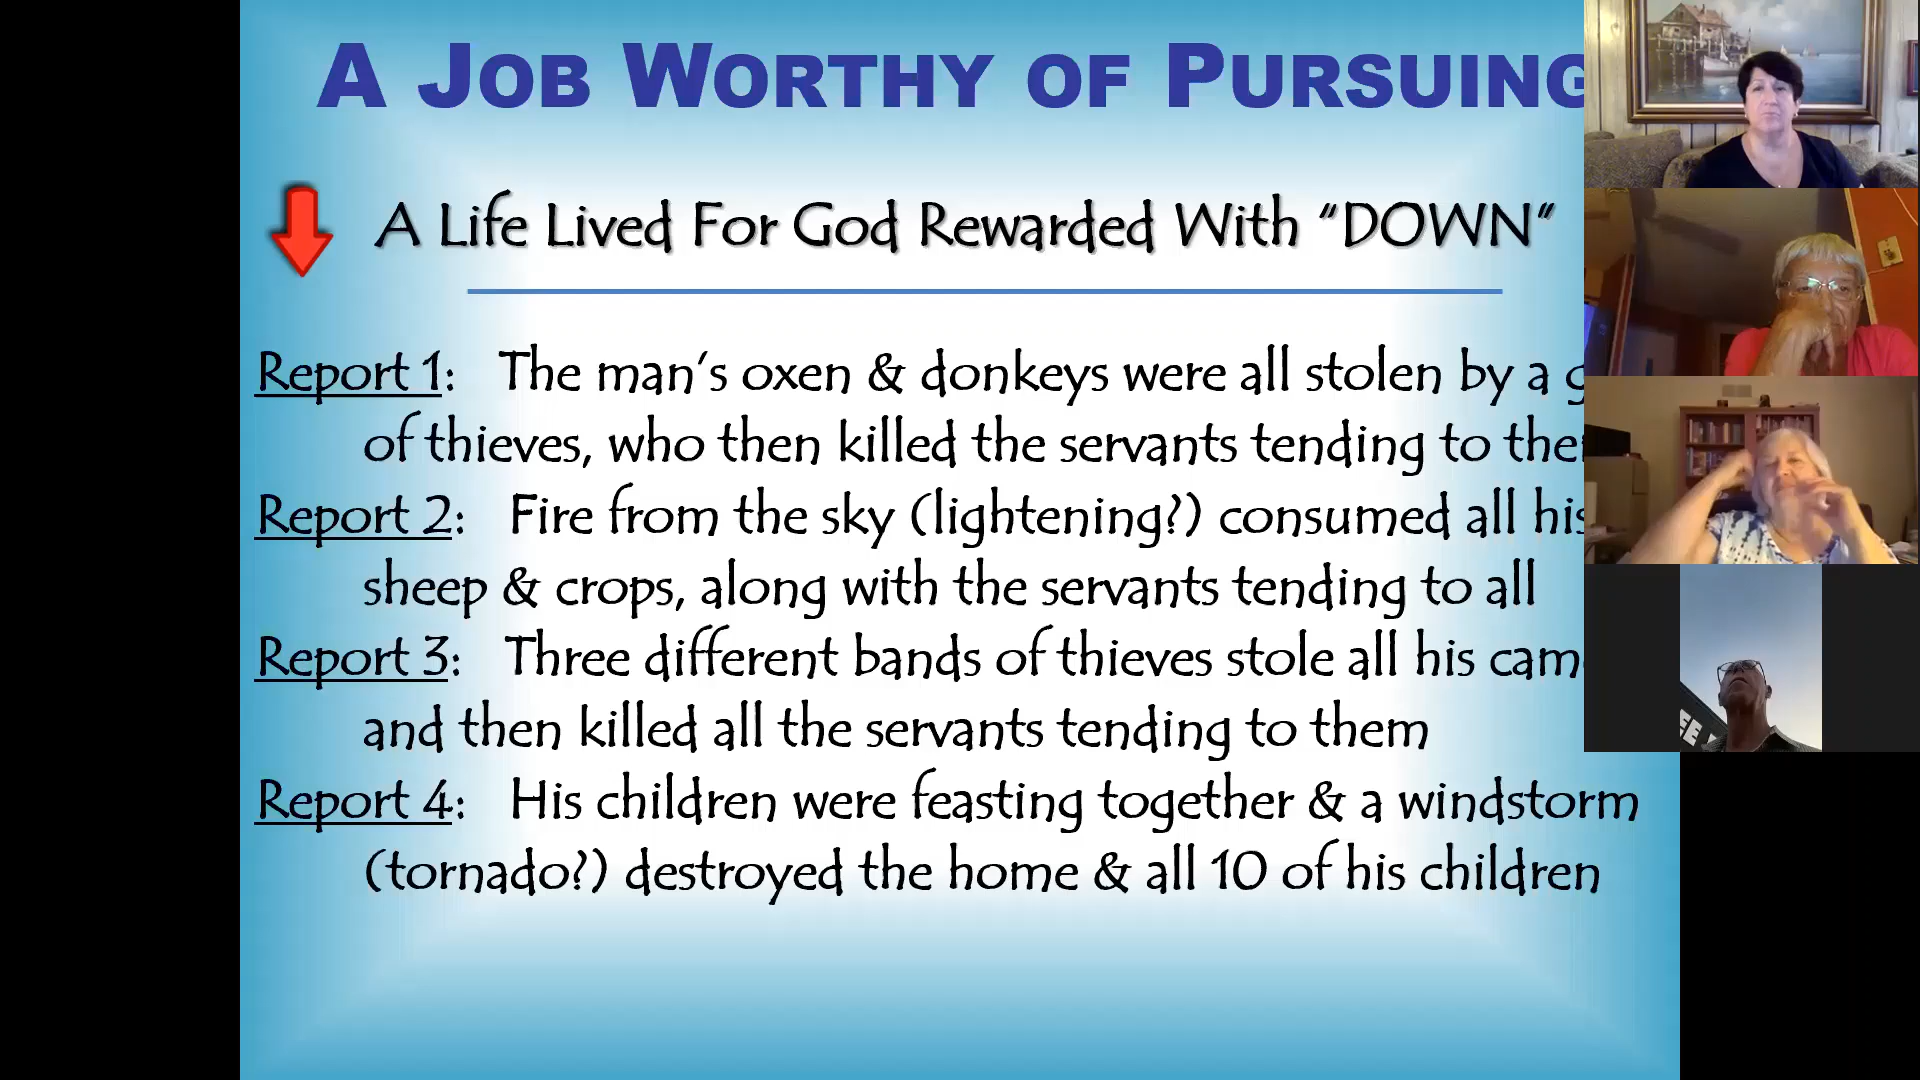 A JOB WORTHY OF PURSUING
A Life Lived For God Rewarded With “DOWN”
Report 1: The man’s oxen & donkeys were all stolen by a
of thieves, who then killed the servants tending to
Report 2: Fire from the sky (lightening?) consumed all his
sheep & crops, along with the servants tending to all
Report 3: Three different bands of thieves stole all his
and then killed all the servants tending to them
Report 4: His children were feasting together & a windstorm
(tornado?) destroyed the home & all 10 of his children